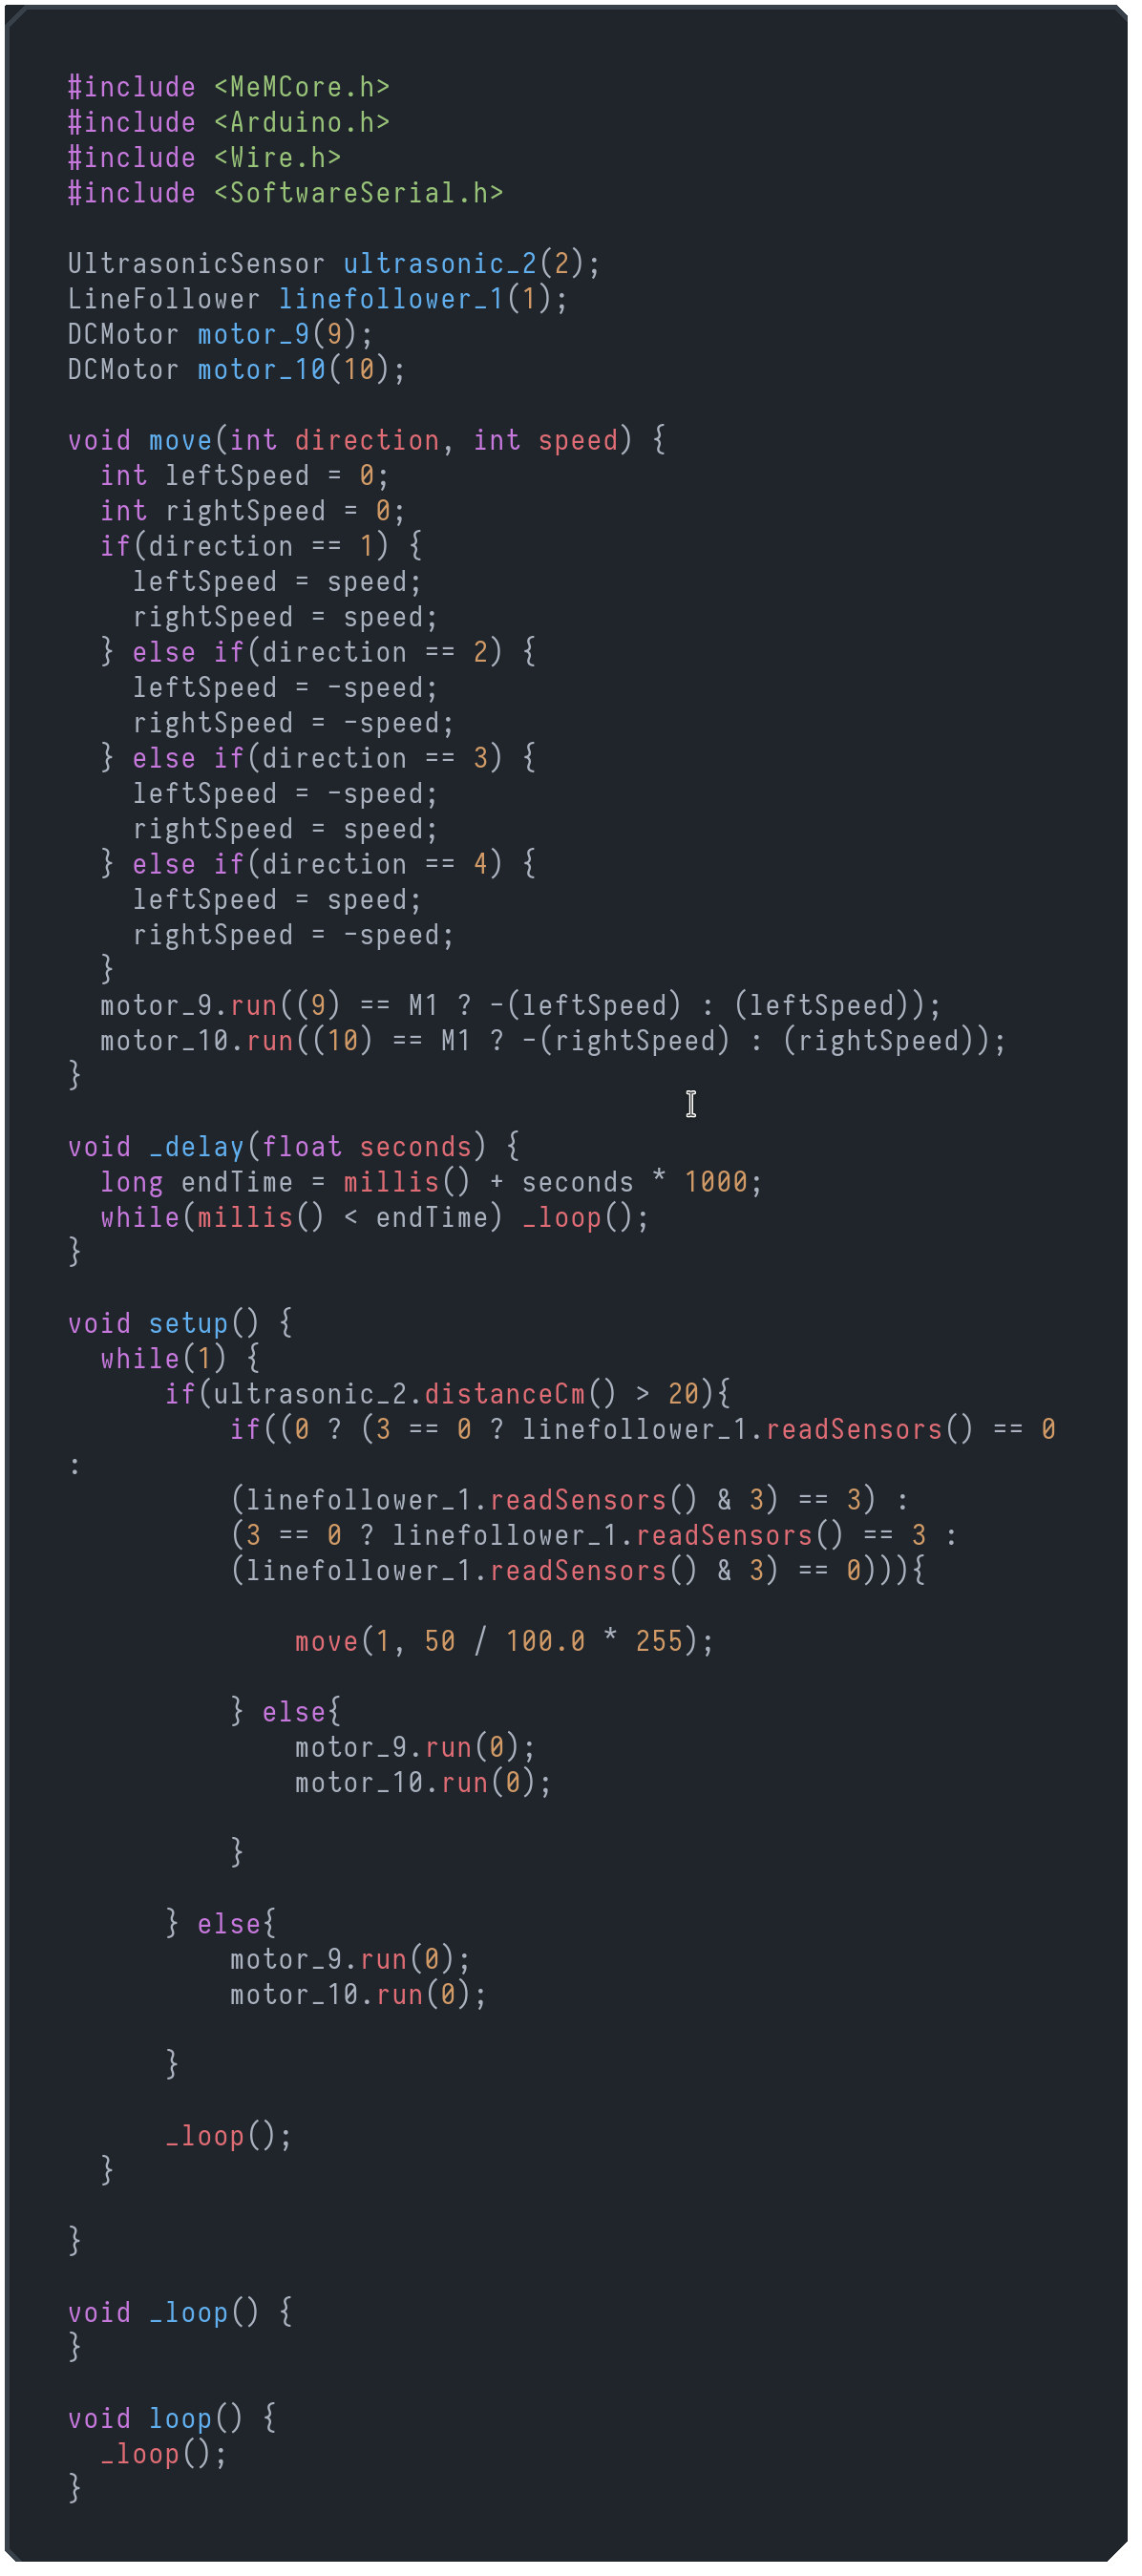 #include <MeMCore.h>
#include <Arduino.h>
#include <Wire.h>
#include <SoftwareSerial.h>

UltrasonicSensor ultrasonic_2(2);
LineFollower linefollower_1(1);
DCMotor motor_9(9);
DCMotor motor_10(10);

void move(int direction, int speed) {
  int leftSpeed = 0;
  int rightSpeed = 0;
  if(direction == 1) {
    leftSpeed = speed;
    rightSpeed = speed;
  } else if(direction == 2) {
    leftSpeed = -speed;
    rightSpeed = -speed;
  } else if(direction == 3) {
    leftSpeed = -speed;
    rightSpeed = speed;
  } else if(direction == 4) {
    leftSpeed = speed;
    rightSpeed = -speed;
  }
  motor_9.run((9) == M1 ? -(leftSpeed) : (leftSpeed));
  motor_10.run((10) == M1 ? -(rightSpeed) : (rightSpeed));
}

void _delay(float seconds) {
  long endTime = millis() + seconds * 1000;
  while(millis() < endTime) _loop();
}

void setup() {
  while(1) {
      if(ultrasonic_2.distanceCm() > 20){
          if((0 ? (3 == 0 ? linefollower_1.readSensors() == 0
:
          (linefollower_1.readSensors() & 3) == 3) :
          (3 == 0 ? linefollower_1.readSensors() == 3 :
          (linefollower_1.readSensors() & 3) == 0))){

              move(1, 50 / 100.0 * 255);

          } else{
              motor_9.run(0);
              motor_10.run(0);

          }

      } else{
          motor_9.run(0);
          motor_10.run(0);

      }

      _loop();
  }

}

void _loop() {
}

void loop() {
  _loop();
}